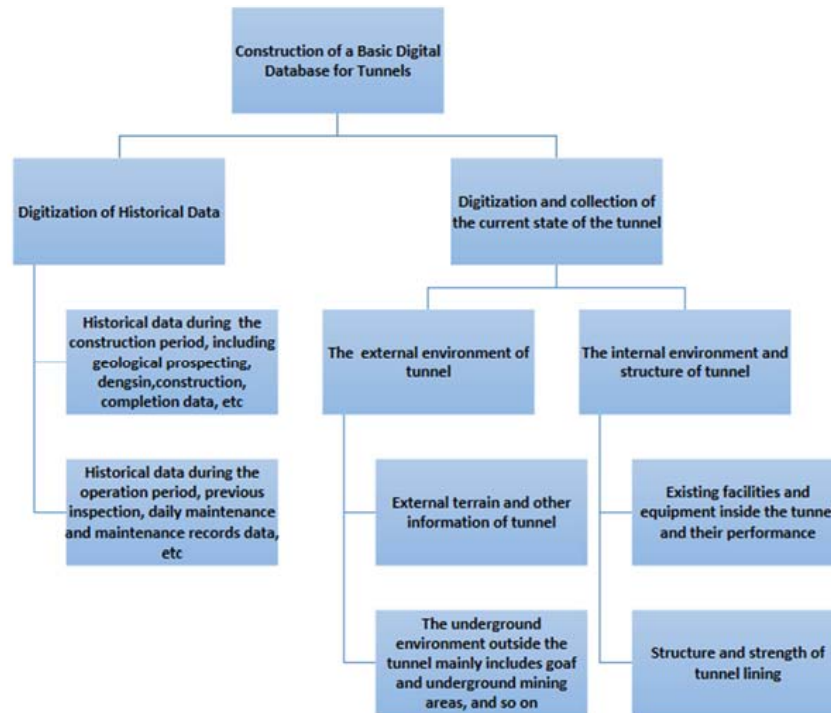 Construction of a Basic Digital
Database for Tunnels
Digitization of Historical Data
Digitization and collection of
the current state of the tunnel
Historical data during the
construction period, including
geological prospecting,
dengsin,construction,
completion data, etc
The external environment of
tunnel
The internal environment and
structure of tunnel
Historical data during the
operation period, previous
inspection, daily maintenance
and maintenance records data,
etc
External terrain and other
information of tunnel
Existing facilities and
equipment inside the tunne
and their performance
The underground
environment outside the
tunnel mainly includes goaf
and underground mining
areas, and so on
Structure and strength of
tunnel lining